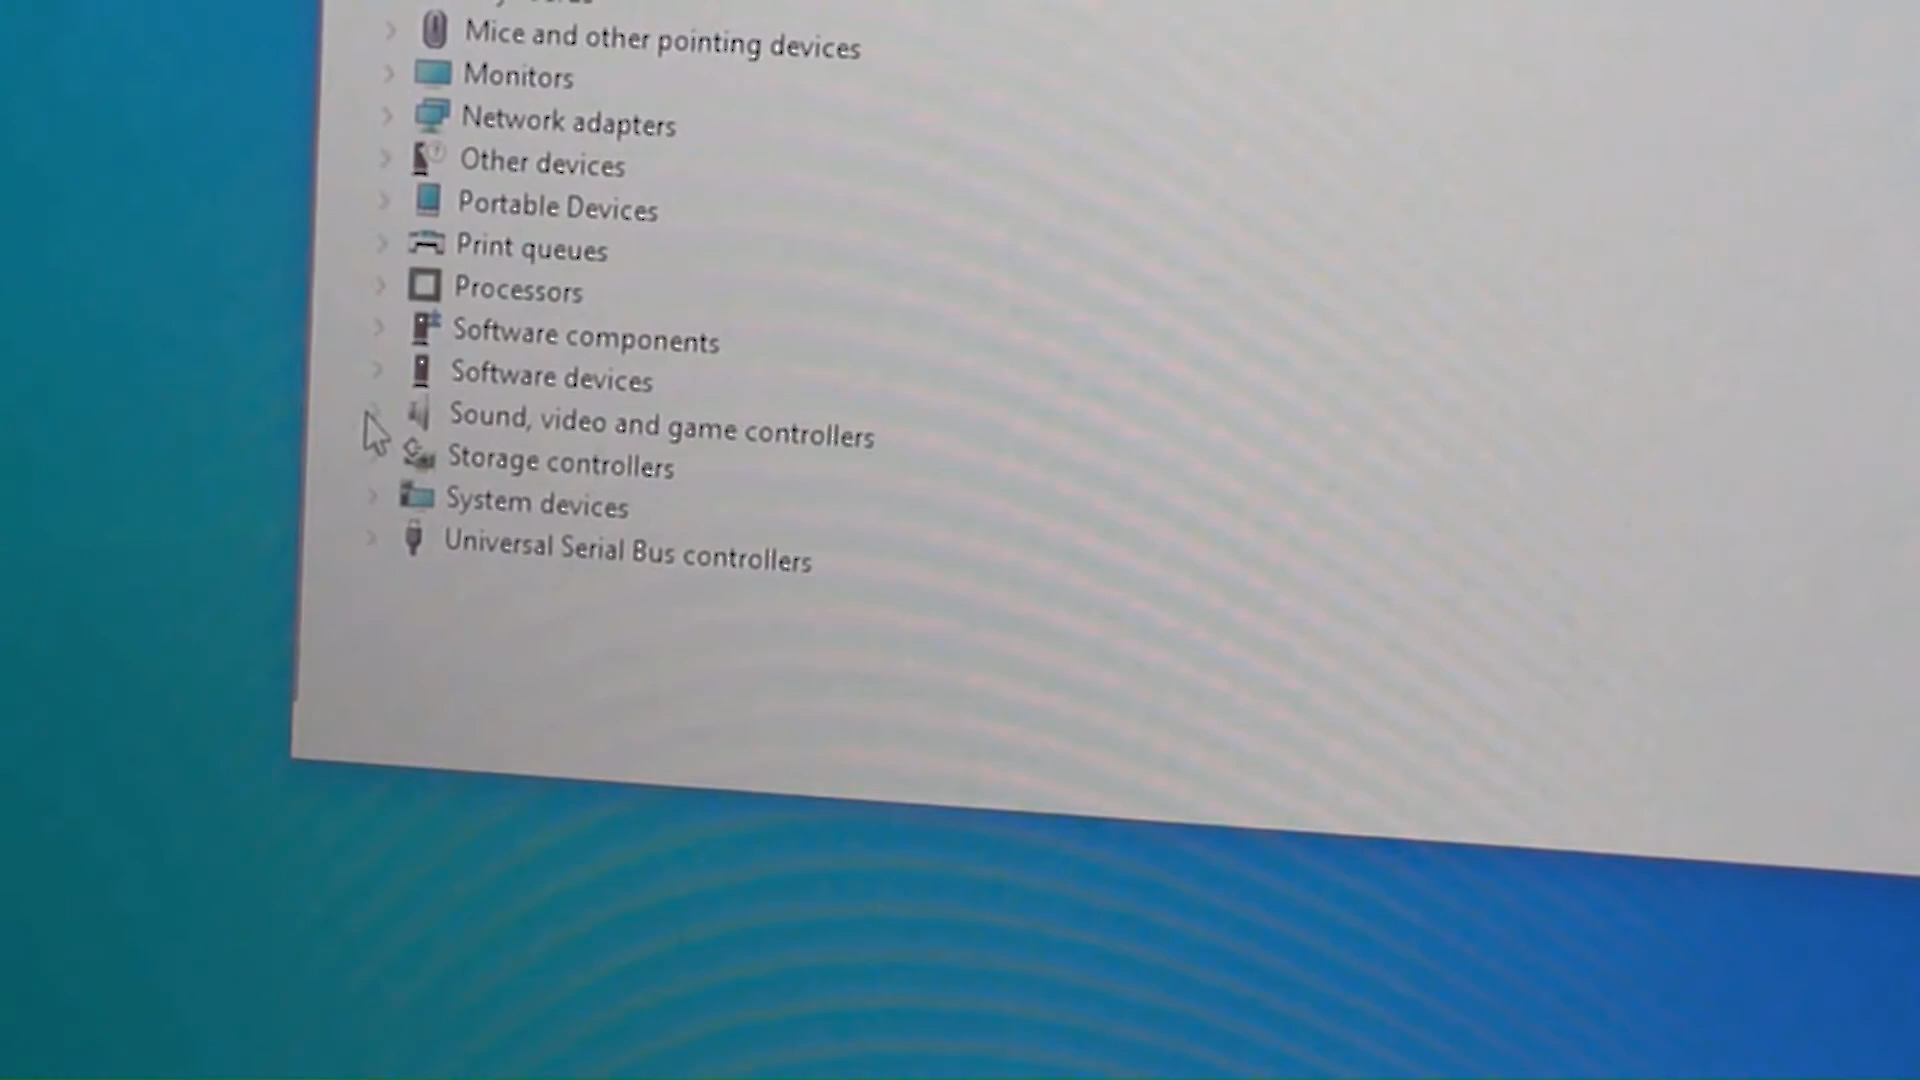 Mice and other pointing devices
Monitors
Network adapters
Other devices
Portable Devices
Print queues
Processors
Software components
Software devices
Sound, video and game controllers
Storage controllers
System devices
Universal Serial Bus controllers